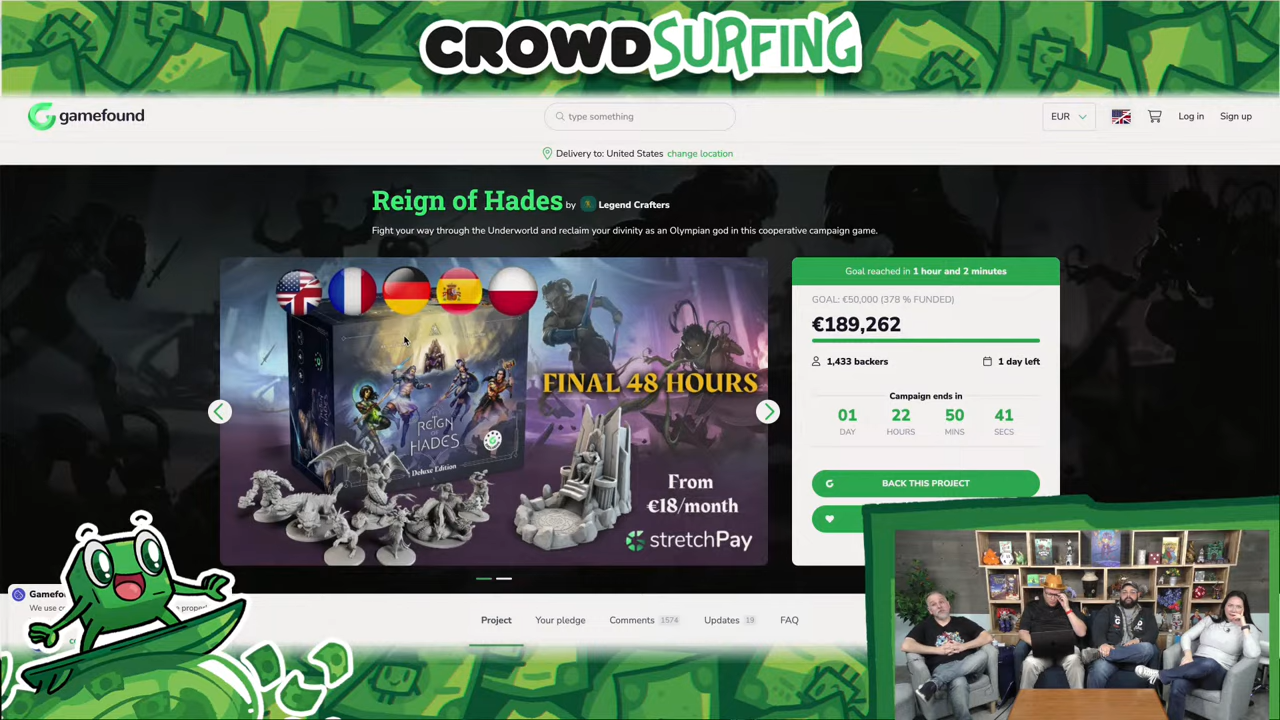 CROWDSURFING
gamefound
type something
EUR
Log in
Sign up
Delivery to: United States change location
Reign of Hades by Legend Crafters
Fight your way through the Underworld and reclaim your divinity as an Olympian god in this cooperative campaign game.
REIGN OF HADES
Deluxe Edition
FINAL 48 HOURS
From
€18/month
stretchPay
Goal reached in 1 hour and 2 minutes
GOAL: €50,000 (378 % FUNDED)
€189,262
1,433 backers
1 day left
Campaign ends in
01
22
50
41
DAY
HOURS
MINS
SECS
BACK THIS PROJECT
We use
Project
Your pledge
Comments 1574
Updates 19
FAQ